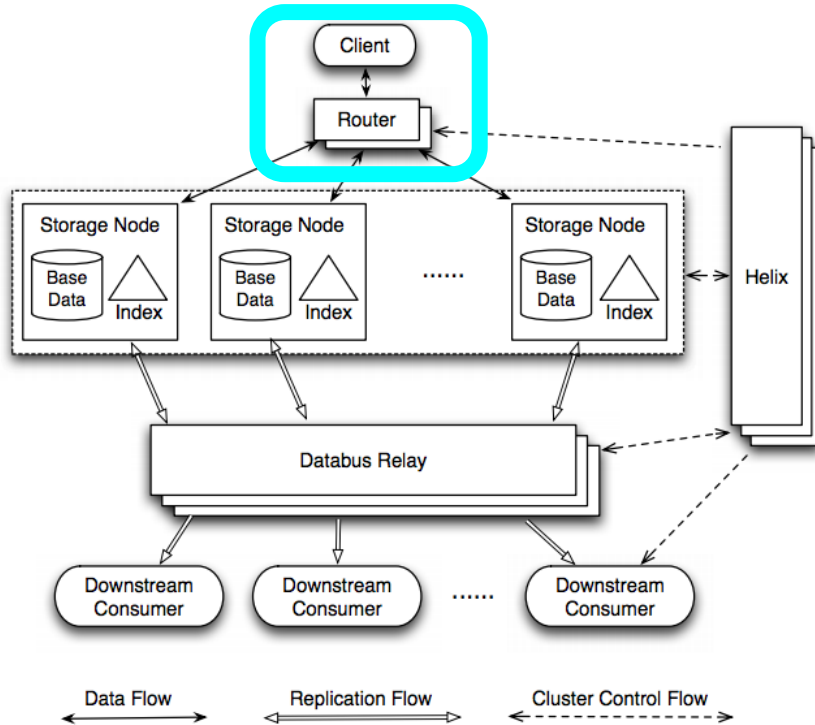 Client
Router
Storage Node
Base
Data
Index
Storage Node
Base
Data
Index
......
Storage Node
Base
Data
Index
Helix
Databus Relay
Downstream
Consumer
Downstream
Consumer
......
Downstream
Consumer
Data Flow
Replication Flow
Cluster Control Flow